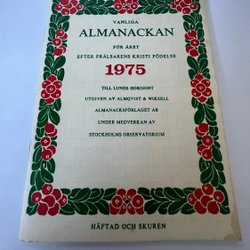 VANLIGA
ALMANACKAN
FÖR ÅRET
EFTER FRÄLSARENS KRISTI FÖDELSE
1975
TILL LUNDS HORISONT
UTGIVEN AV ALMQVIST & WIKSELL
ALMANACKSFÖRLAGET AB
UNDER MEDVERKAN AV
STOCKHOLMS OBSERVATORIUM
HÄFTAD OCH SKUREN